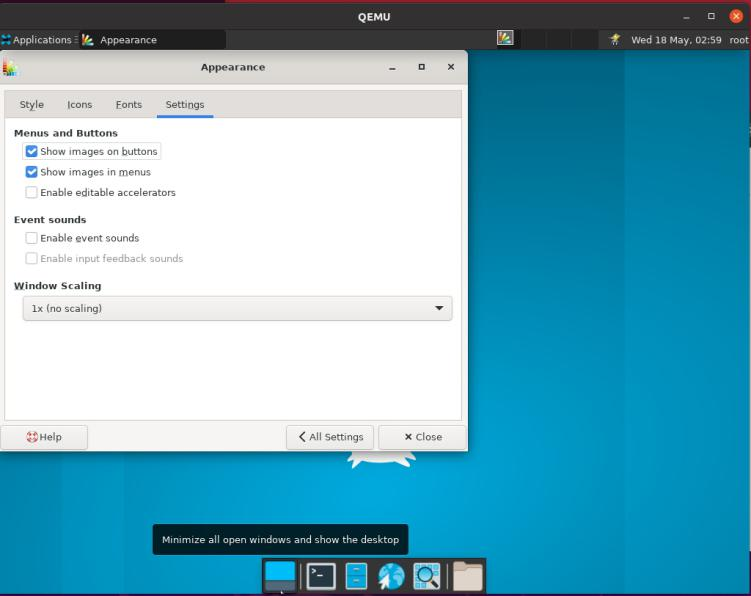 QEMU
Applications
Appearance
Wed 18 May, 02:59
root
Appearance
Style
Icons
Fonts
Settings
Menus and Buttons
Show images on buttons
Show images in menus
Enable editable accelerators
Event sounds
Enable event sounds
Enable input feedback sounds
Window Scaling
1x (no scaling)
Help
All Settings
Close
Minimize all open windows and show the desktop